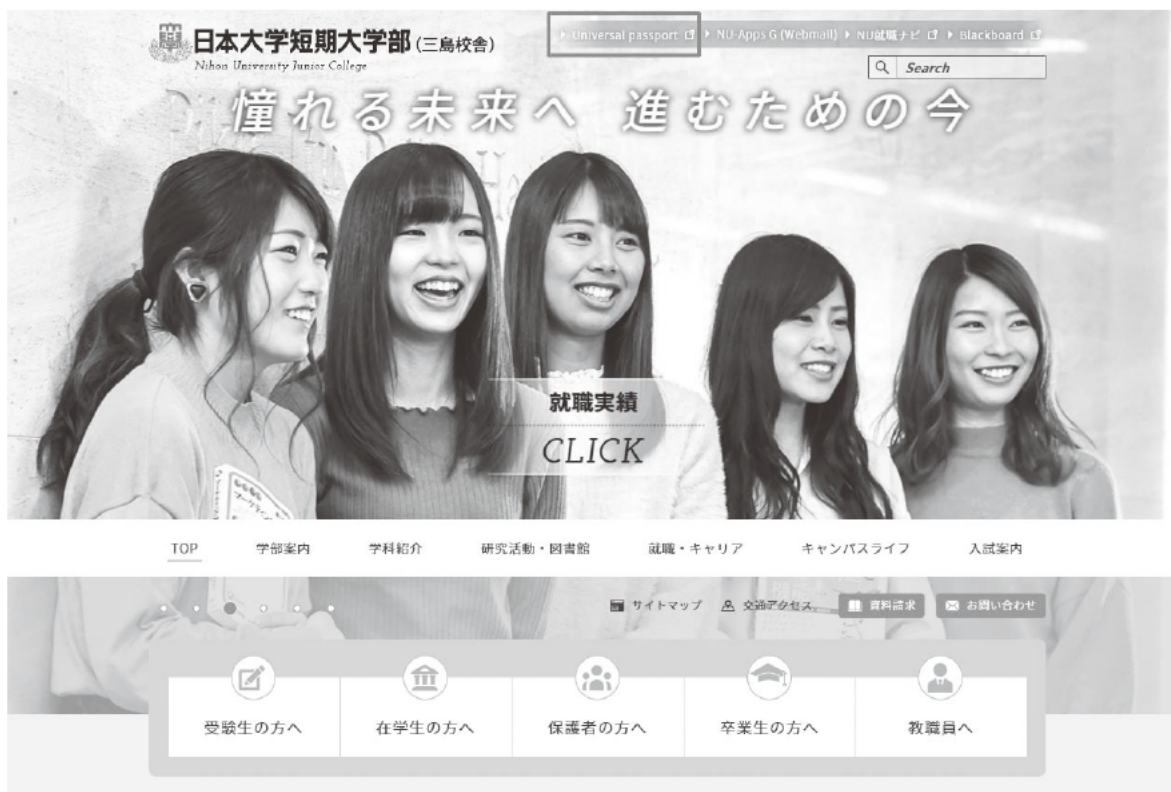 日本大学短期大学部 (三島校舎)
Nihon University Junior College
Universal passport
NU-Apps G (Webmail)
NU就職ナビ
Blackboard
Search
憧れる未来へ 進むための今
就職実績
CLICK
TOP
学部案内
学科紹介
研究活動・図書館
就職・キャリア
キャンパスライフ
入試案内
サイトマップ
交通アクセス
資料請求
お問い合わせ
受験生の方へ
在学生の方へ
保護者の方へ
卒業生の方へ
教職員へ